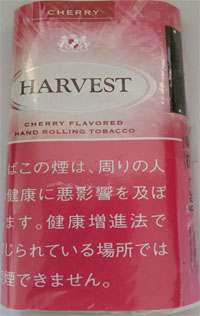 CHERRY
HARVEST
CHERRY FLAVORED
HAND ROLLING TOBACCO
ばこの煙は、周りの人
健康に悪影響を及ぼ
ます。健康増進法で
じられている場所では
煙できません。